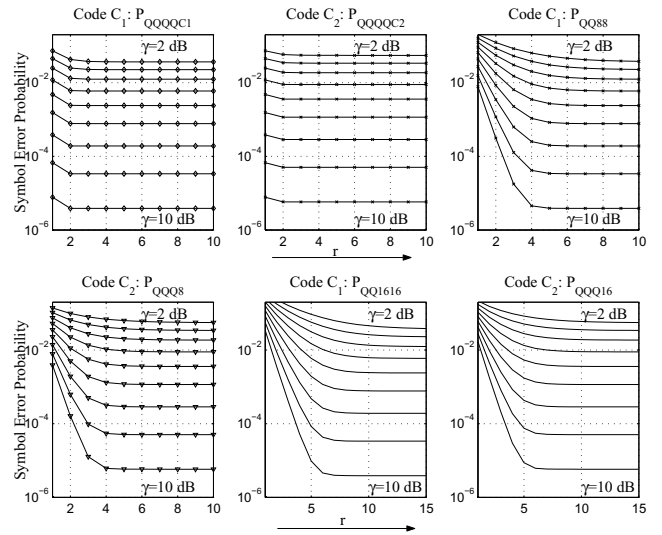 Code C1: PQQQQC1
Code C2: PQQQQC2
Code C1: PQQ88
Symbol Error Probability
10−2
10−4
10−6
γ=2 dB
γ=10 dB
2 4 6 8 10
10−2
10−4
10−6
γ=2 dB
γ=10 dB
2 4 6 8 10
r
10−2
10−4
10−6
γ=2 dB
γ=10 dB
2 4 6 8 10
Code C2: PQQQ8
Code C1: PQQ1616
Code C2: PQQQ16
Symbol Error Probability
10−2
10−4
10−6
γ=2 dB
γ=10 dB
2 4 6 8 10
10−2
10−4
10−6
γ=2 dB
γ=10 dB
5 10 15
r
10−2
10−4
10−6
γ=2 dB
γ=10 dB
5 10 15